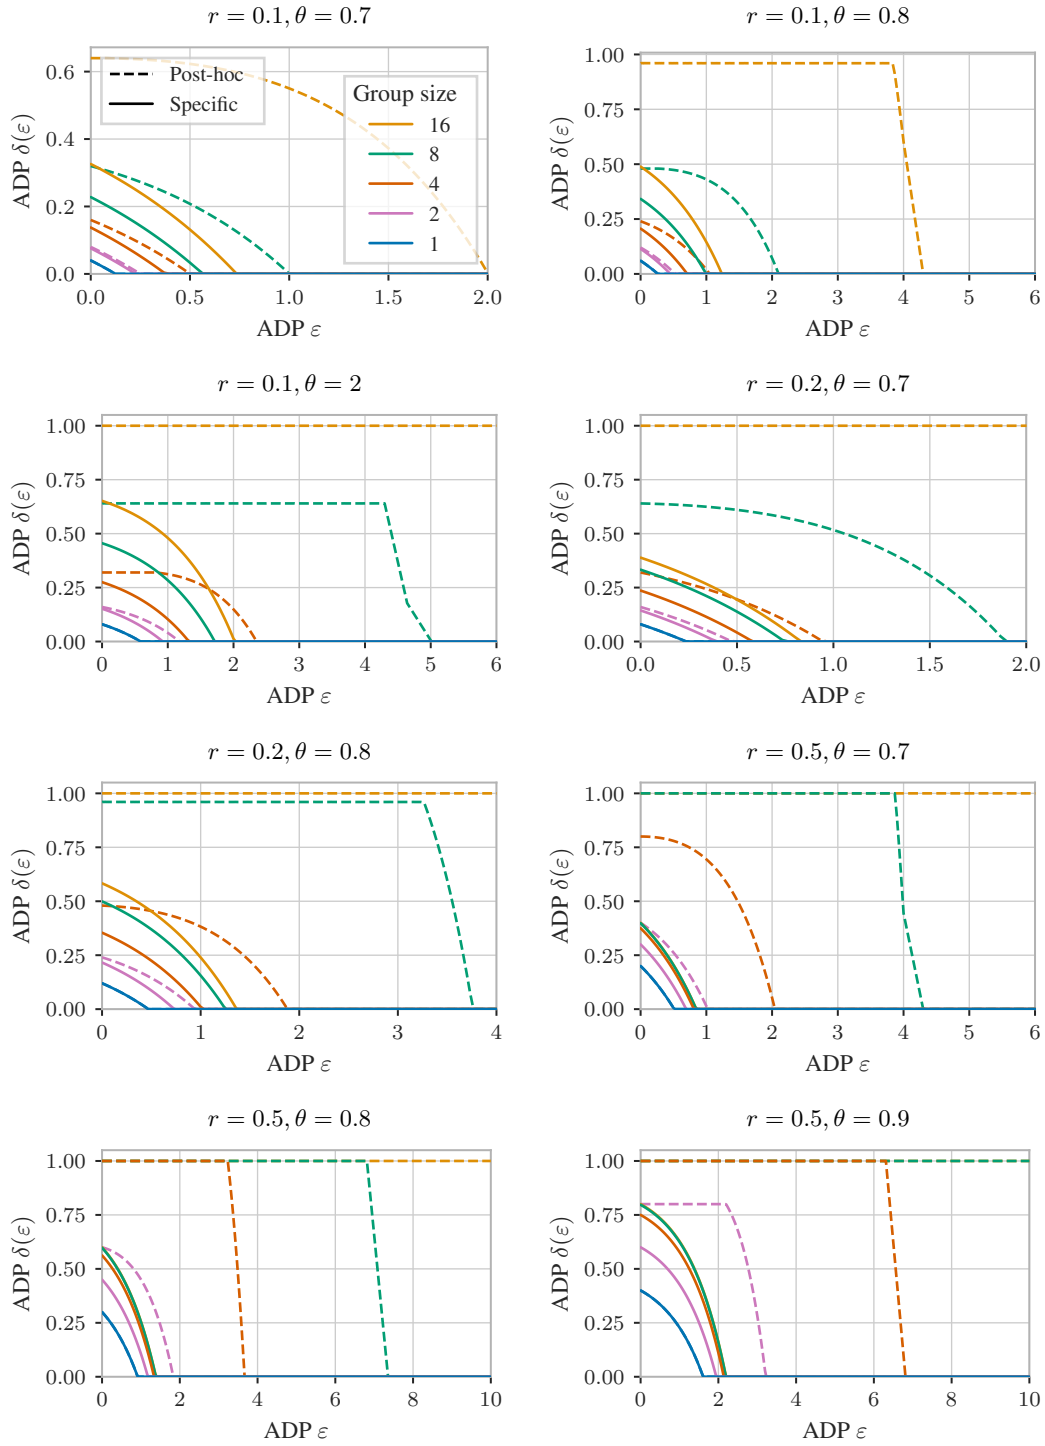 r = 0.1, θ = 0.7
ADP δ(ε)
0.6
0.4
0.2
0.0
Post-hoc
Specific
Group size
16
8
4
2
1
0.0 0.5 1.0 1.5 2.0
ADP ε
r = 0.1, θ = 0.8
ADP δ(ε)
1.00
0.75
0.50
0.25
0.00
0 1 2 3 4 5 6
ADP ε
r = 0.1, θ = 2
ADP δ(ε)
1.00
0.75
0.50
0.25
0.00
0 1 2 3 4 5 6
ADP ε
r = 0.2, θ = 0.7
ADP δ(ε)
1.00
0.75
0.50
0.25
0.00
0.0 0.5 1.0 1.5 2.0
ADP ε
r = 0.2, θ = 0.8
ADP δ(ε)
1.00
0.75
0.50
0.25
0.00
0 1 2 3 4
ADP ε
r = 0.5, θ = 0.7
ADP δ(ε)
1.00
0.75
0.50
0.25
0.00
0 1 2 3 4 5 6
ADP ε
r = 0.5, θ = 0.8
ADP δ(ε)
1.00
0.75
0.50
0.25
0.00
0 2 4 6 8 10
ADP ε
r = 0.5, θ = 0.9
ADP δ(ε)
1.00
0.75
0.50
0.25
0.00
0 2 4 6 8 10
ADP ε